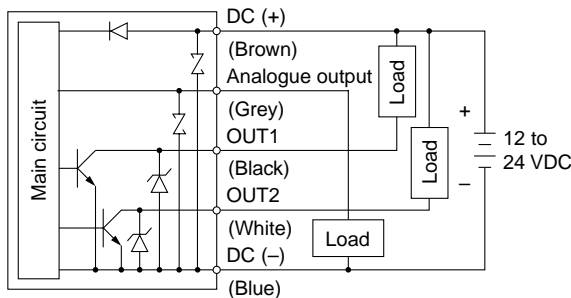 Main circuit
DC (+)
(Brown)
Analogue output
(Grey)
OUT1
(Black)
OUT2
(White)
DC (–)
(Blue)
Load
Load
Load
+
–
12 to
24 VDC